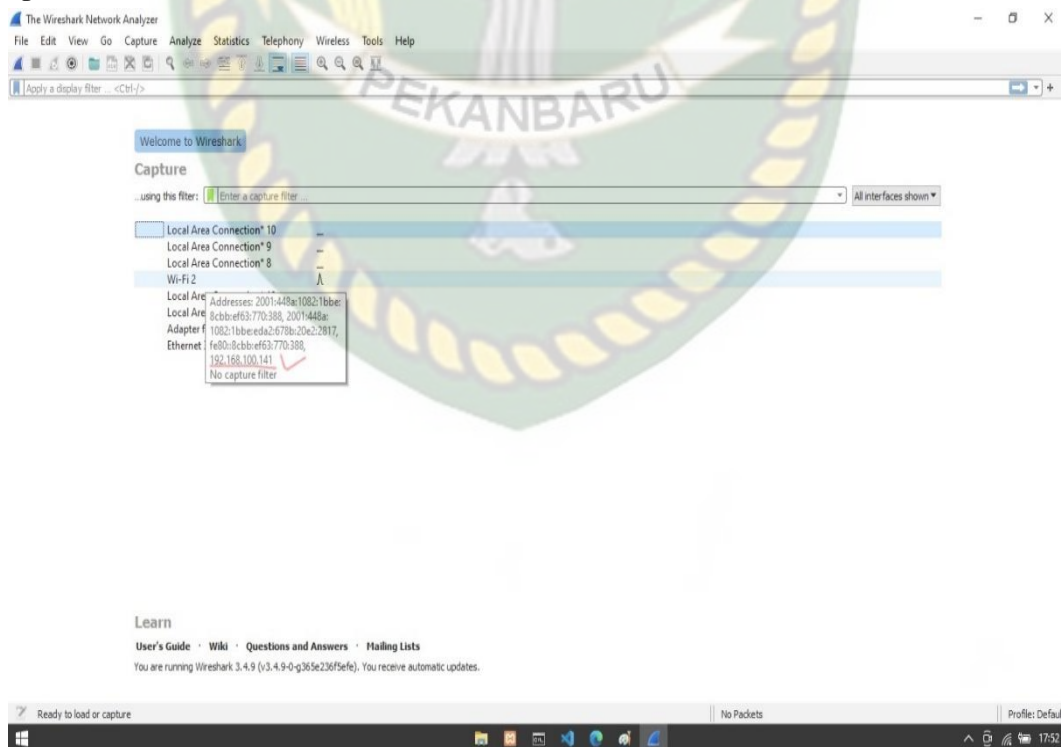 The Wireshark Network Analyzer
File Edit View Go Capture Analyze Statistics Telephony Wireless Tools Help
Apply a display filter ... <Ctrl-/>
PEKANBARU
Welcome to Wireshark
Capture
...using this filter: Enter a capture filter ... All interfaces shown
Local Area Connection* 10
Local Area Connection* 9
Local Area Connection* 8
Wi-Fi 2
Local Are
Local Are
Adapter f
Ethernet
Addresses: 2001:448a:1082:1bbe:
8cbb:ef63:770:388, 2001:448a:
1082:1bbe:eda2:678b:20e2:2817,
fe80::8cbb:ef63:770:388,
192.168.100.141
No capture filter
Learn
User's Guide · Wiki · Questions and Answers · Mailing Lists
You are running Wireshark 3.4.9 (v3.4.9-0-g365e236f5efe). You receive automatic updates.
Ready to load or capture No Packets Profile: Defaul
17:52